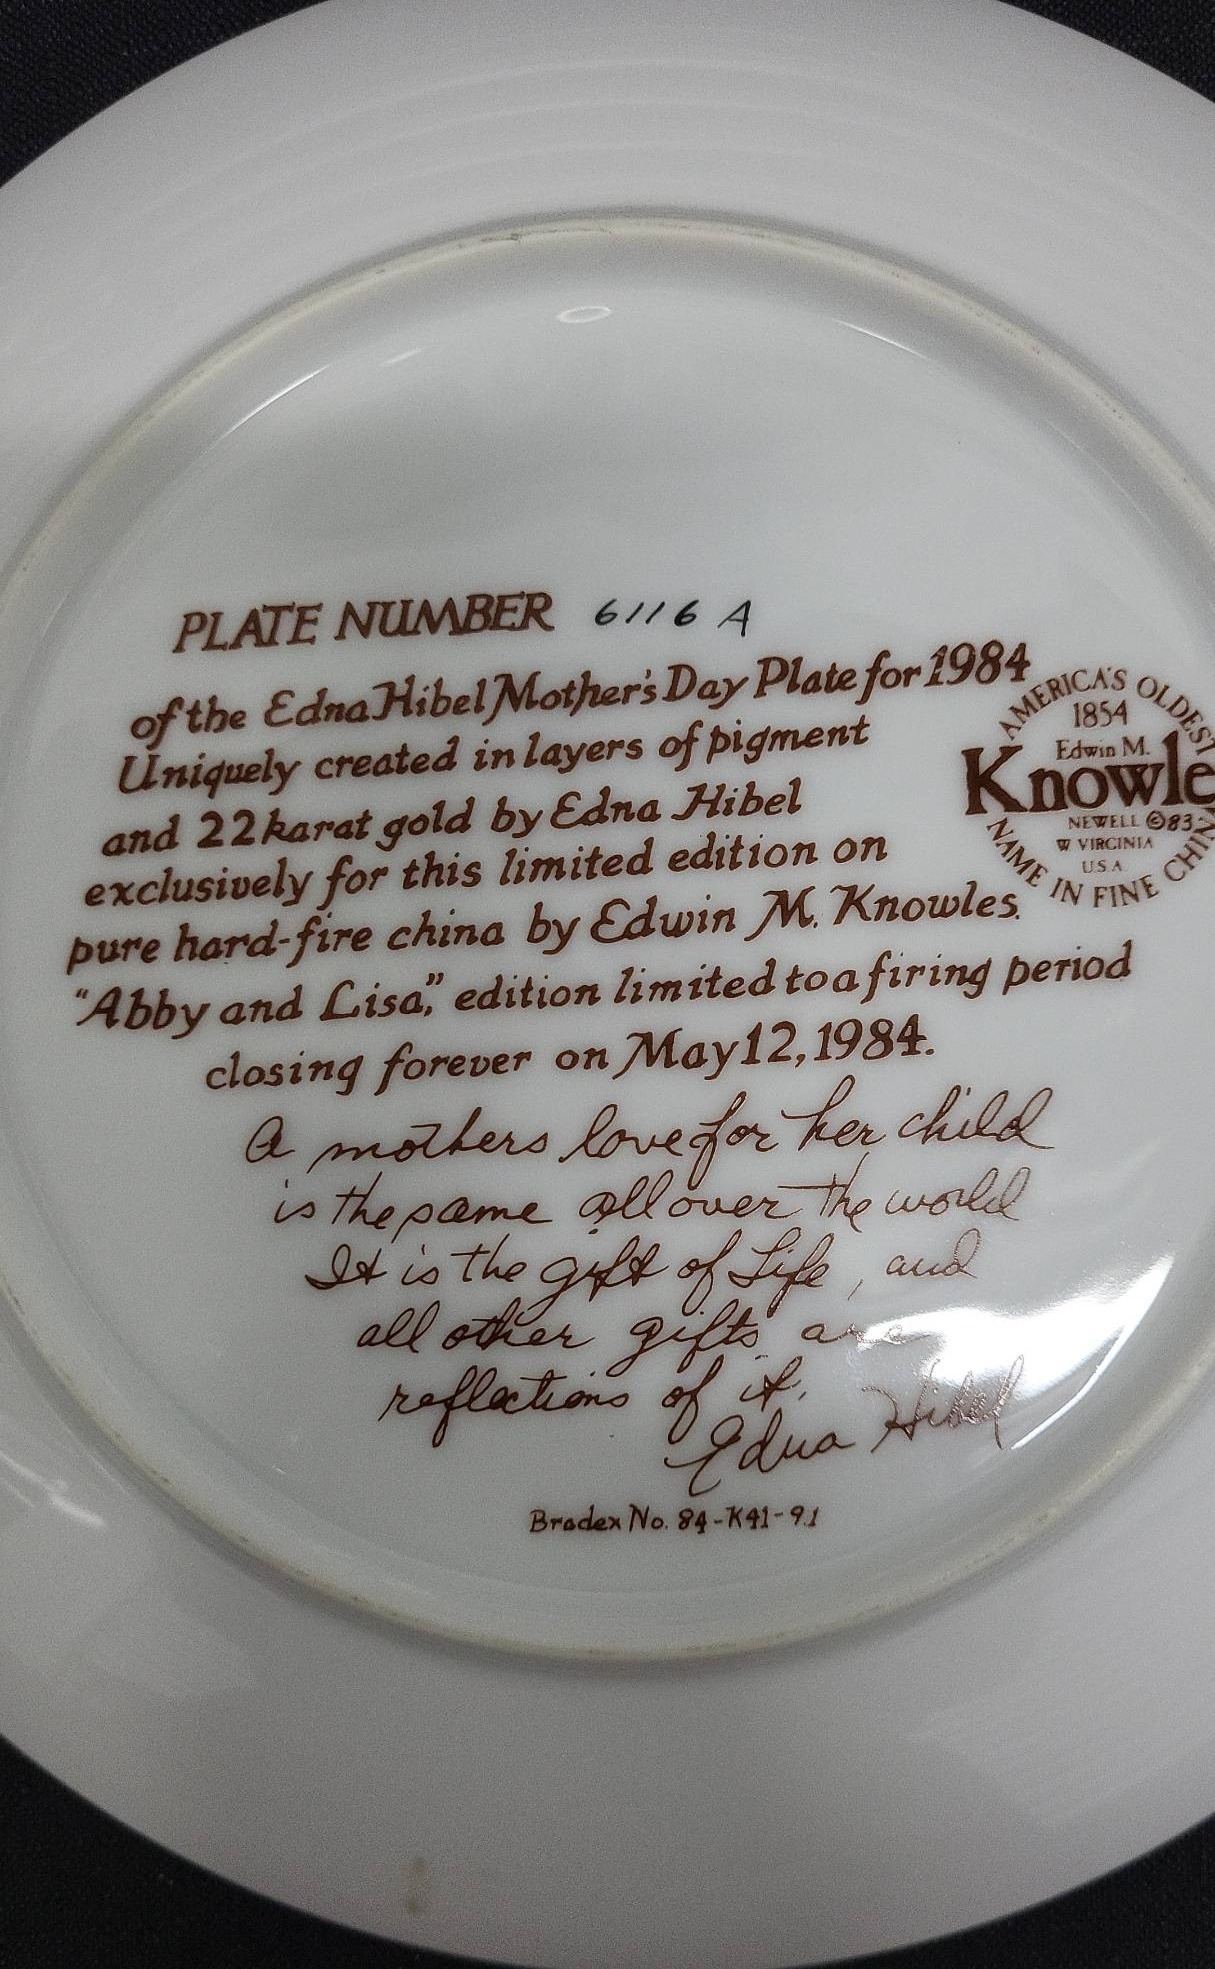 PLATE NUMBER 6116 A
of the Edna Hibel Mother's Day Plate for 1984
Uniquely created in layers of pigment
and 22 karat gold by Edna Hibel
exclusively for this limited edition on
pure hard-fire china by Edwin M. Knowles.
"Abby and Lisa," edition limited to a firing period
closing forever on May 12, 1984.
AMERICA'S OLDEST
1854
Edwin M.
Knowle
NEWELL ©83
W VIRGINIA
U.S.A
NAME IN FINE CHIN
A mothers love for her child
is the same all over the world
It is the gift of Life, and
all other gifts are
reflections of it.
Edna Hibel
Bradex No. 84-K41-9.1